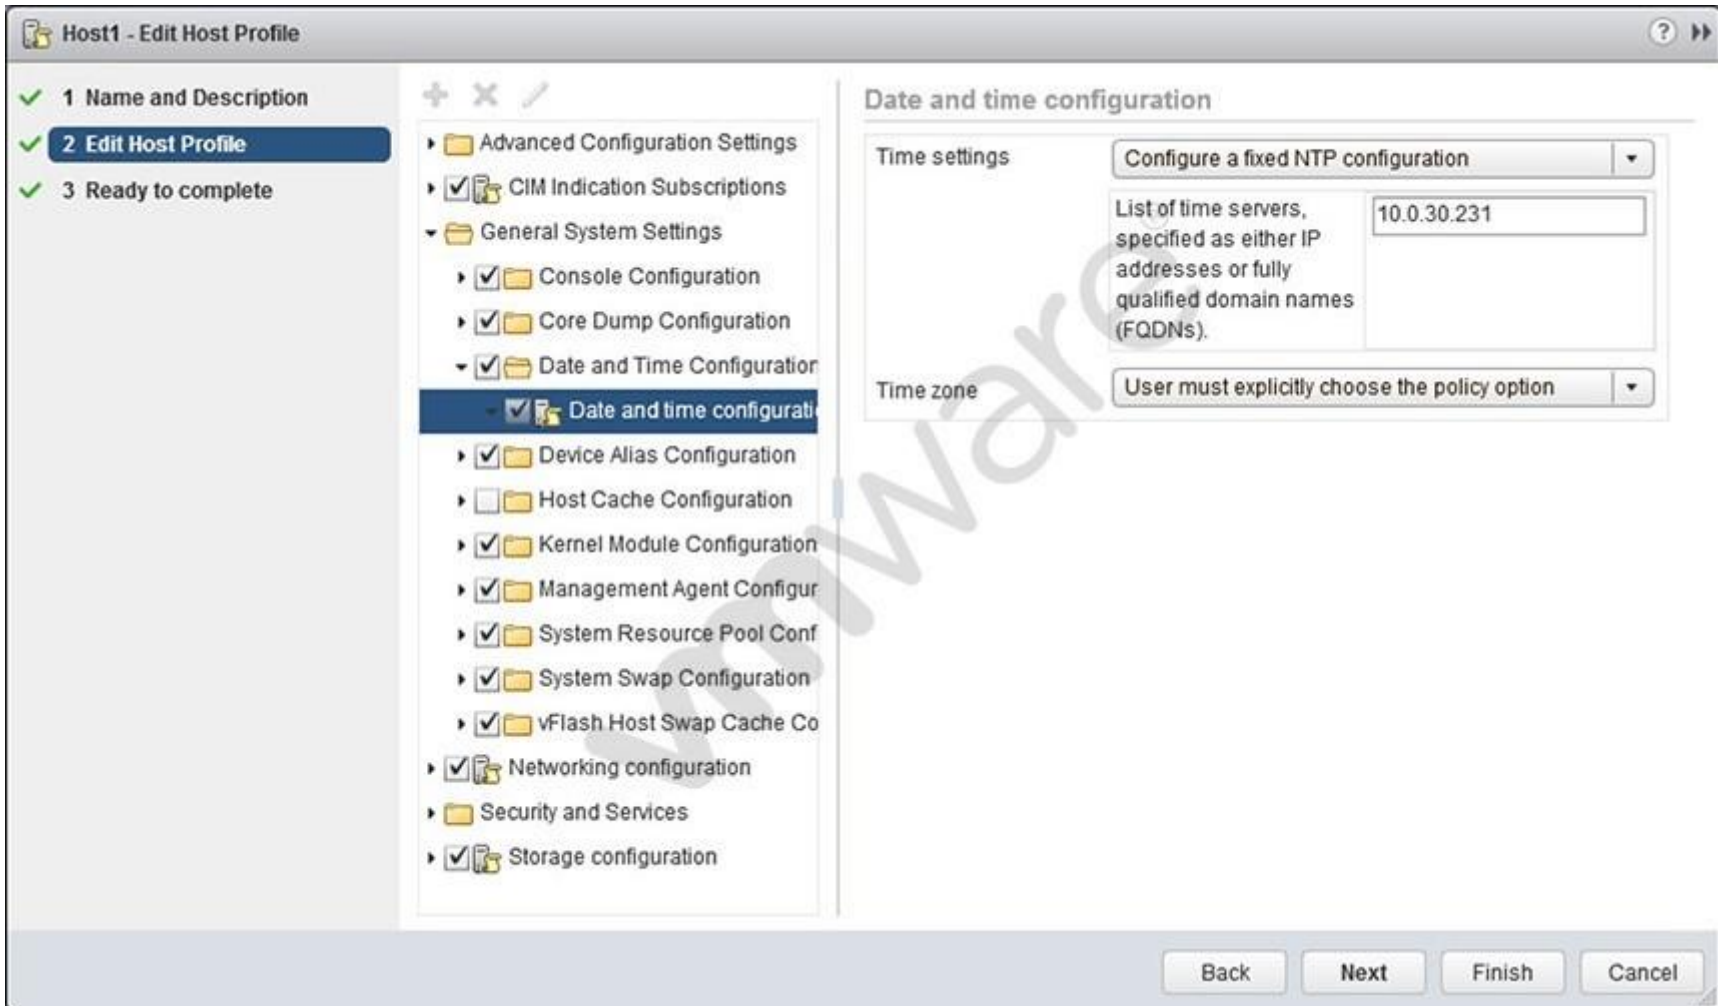 Host1 - Edit Host Profile
?
1 Name and Description
2 Edit Host Profile
3 Ready to complete
Advanced Configuration Settings
CIM Indication Subscriptions
General System Settings
Console Configuration
Core Dump Configuration
Date and Time Configuration
Date and time configurati
Device Alias Configuration
Host Cache Configuration
Kernel Module Configuration
Management Agent Configur
System Resource Pool Conf
System Swap Configuration
vFlash Host Swap Cache Co
Networking configuration
Security and Services
Storage configuration
Date and time configuration
Time settings
Configure a fixed NTP configuration
List of time servers,
specified as either IP
addresses or fully
qualified domain names
(FQDNs).
10.0.30.231
Time zone
User must explicitly choose the policy option
vmware®
Back
Next
Finish
Cancel